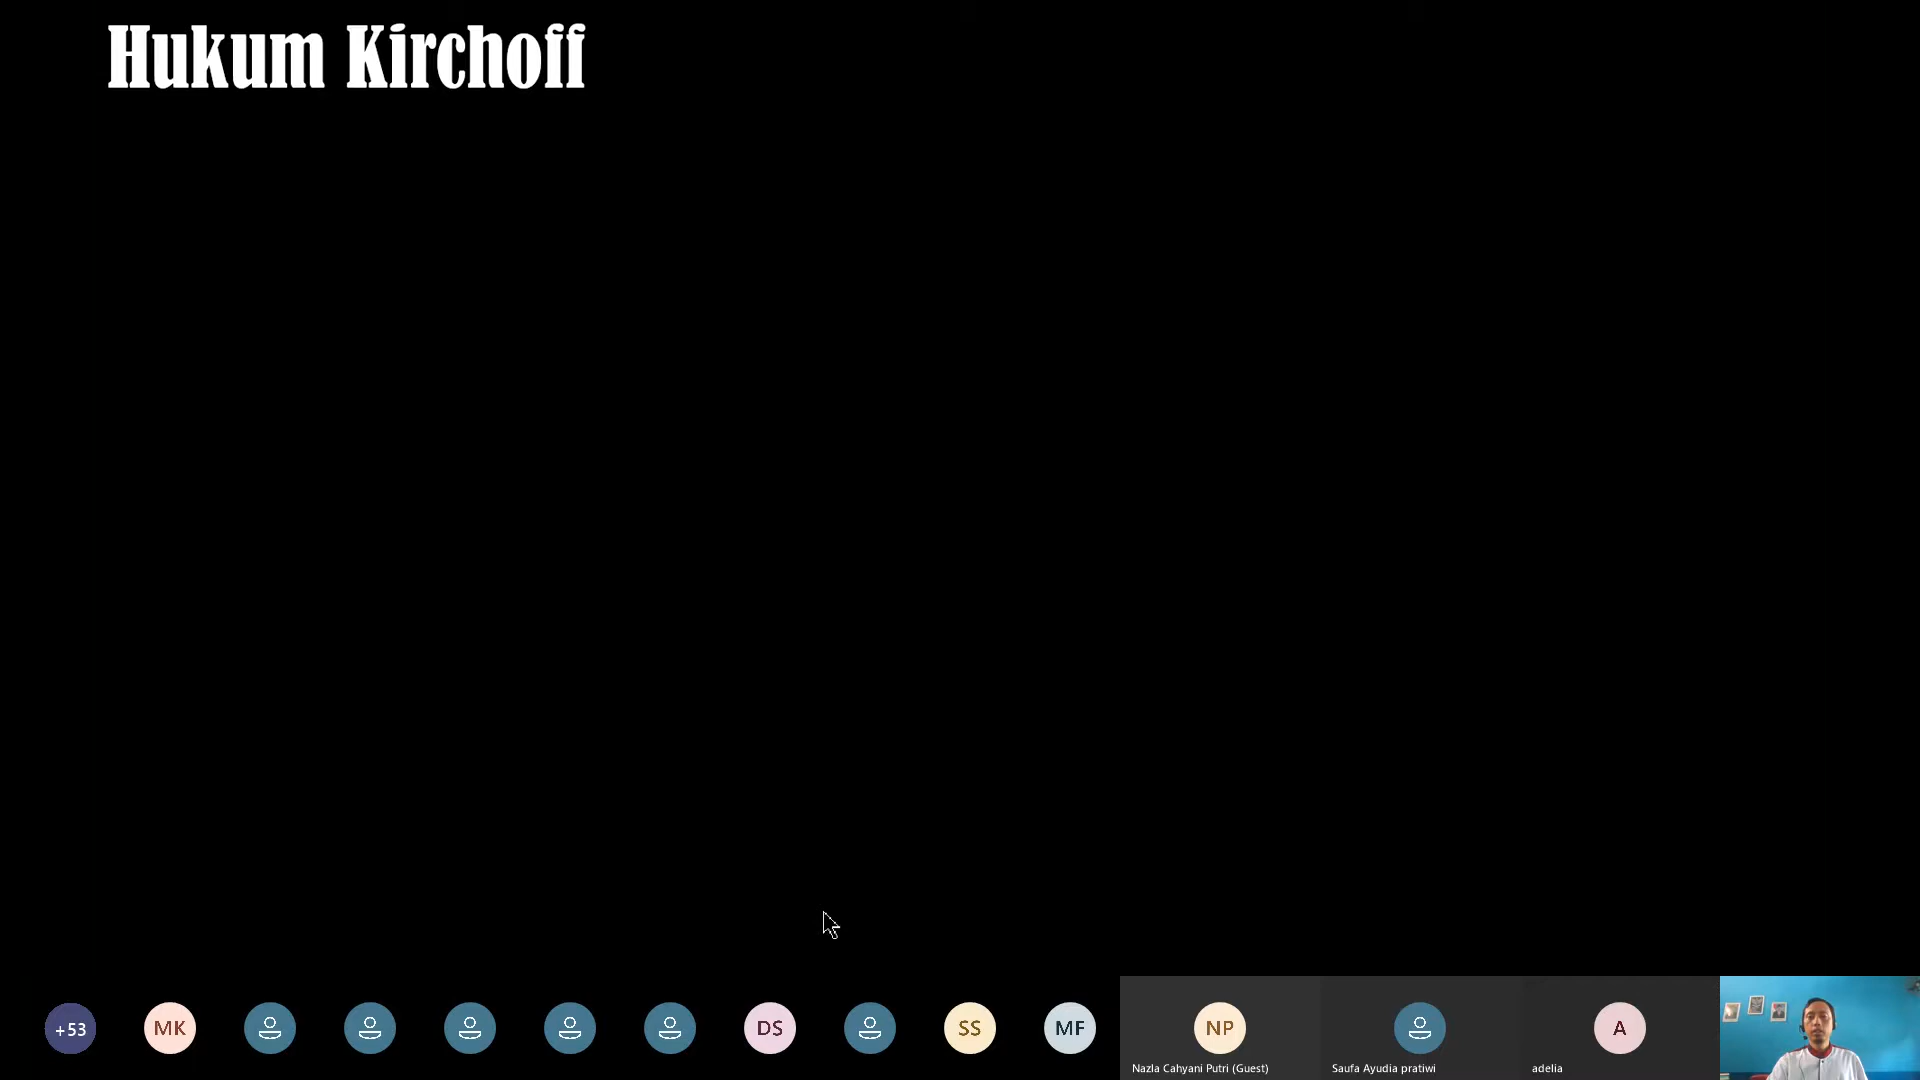 Hukum Kirchoff
+53
MK
DS
SS
MF
NP
A
Nazla Cahyani Putri (Guest)
Saufa Ayudia pratiwi
adelia